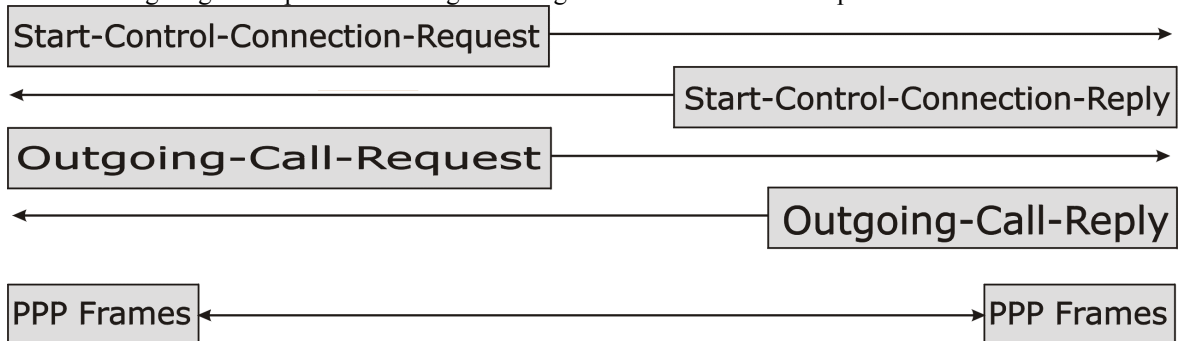 Start-Control-Connection-Request
Start-Control-Connection-Reply
Outgoing-Call-Request
Outgoing-Call-Reply
PPP Frames PPP Frames